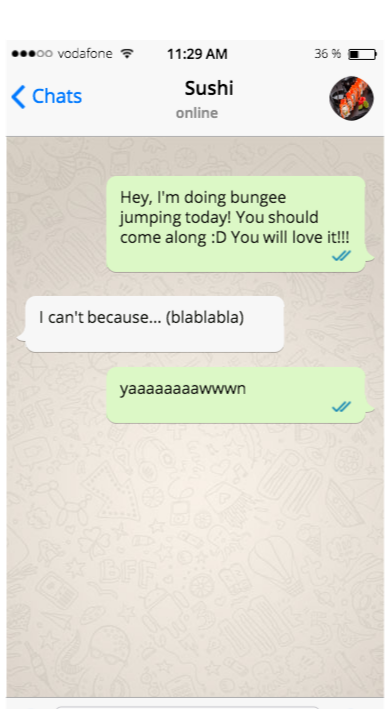 vodafone 11:29 AM 36 %
Chats Sushi
online
Hey, I'm doing bungee
jumping today! You should
come along :D You will love it!!!
I can't because... (blablabla)
yaaaaaaaawwwn
BFF